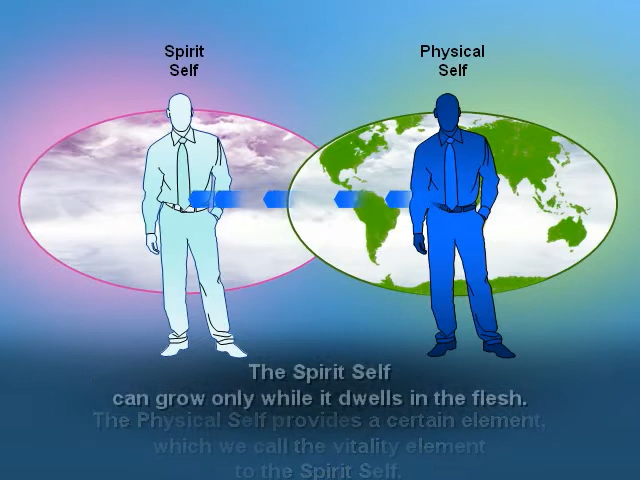 Spirit
Self
Physical
Self
The Spirit Self
can grow only while it dwells in the flesh.
The Physical Self provides a certain element,
which we call the vitality element
to the Spirit Self.